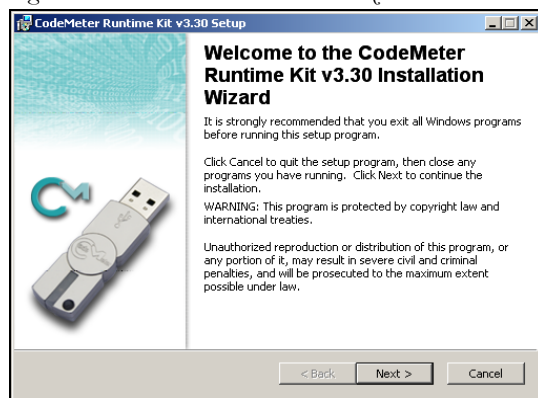 CodeMeter Runtime Kit v3.30 Setup
Welcome to the CodeMeter
Runtime Kit v3.30 Installation
Wizard
It is strongly recommended that you exit all Windows programs
before running this setup program.
Click Cancel to quit the setup program, then close any
programs you have running. Click Next to continue the
installation.
WARNING: This program is protected by copyright law and
international treaties.
Unauthorized reproduction or distribution of this program, or
any portion of it, may result in severe civil and criminal
penalties, and will be prosecuted to the maximum extent
possible under law.
CM
< Back
Next >
Cancel